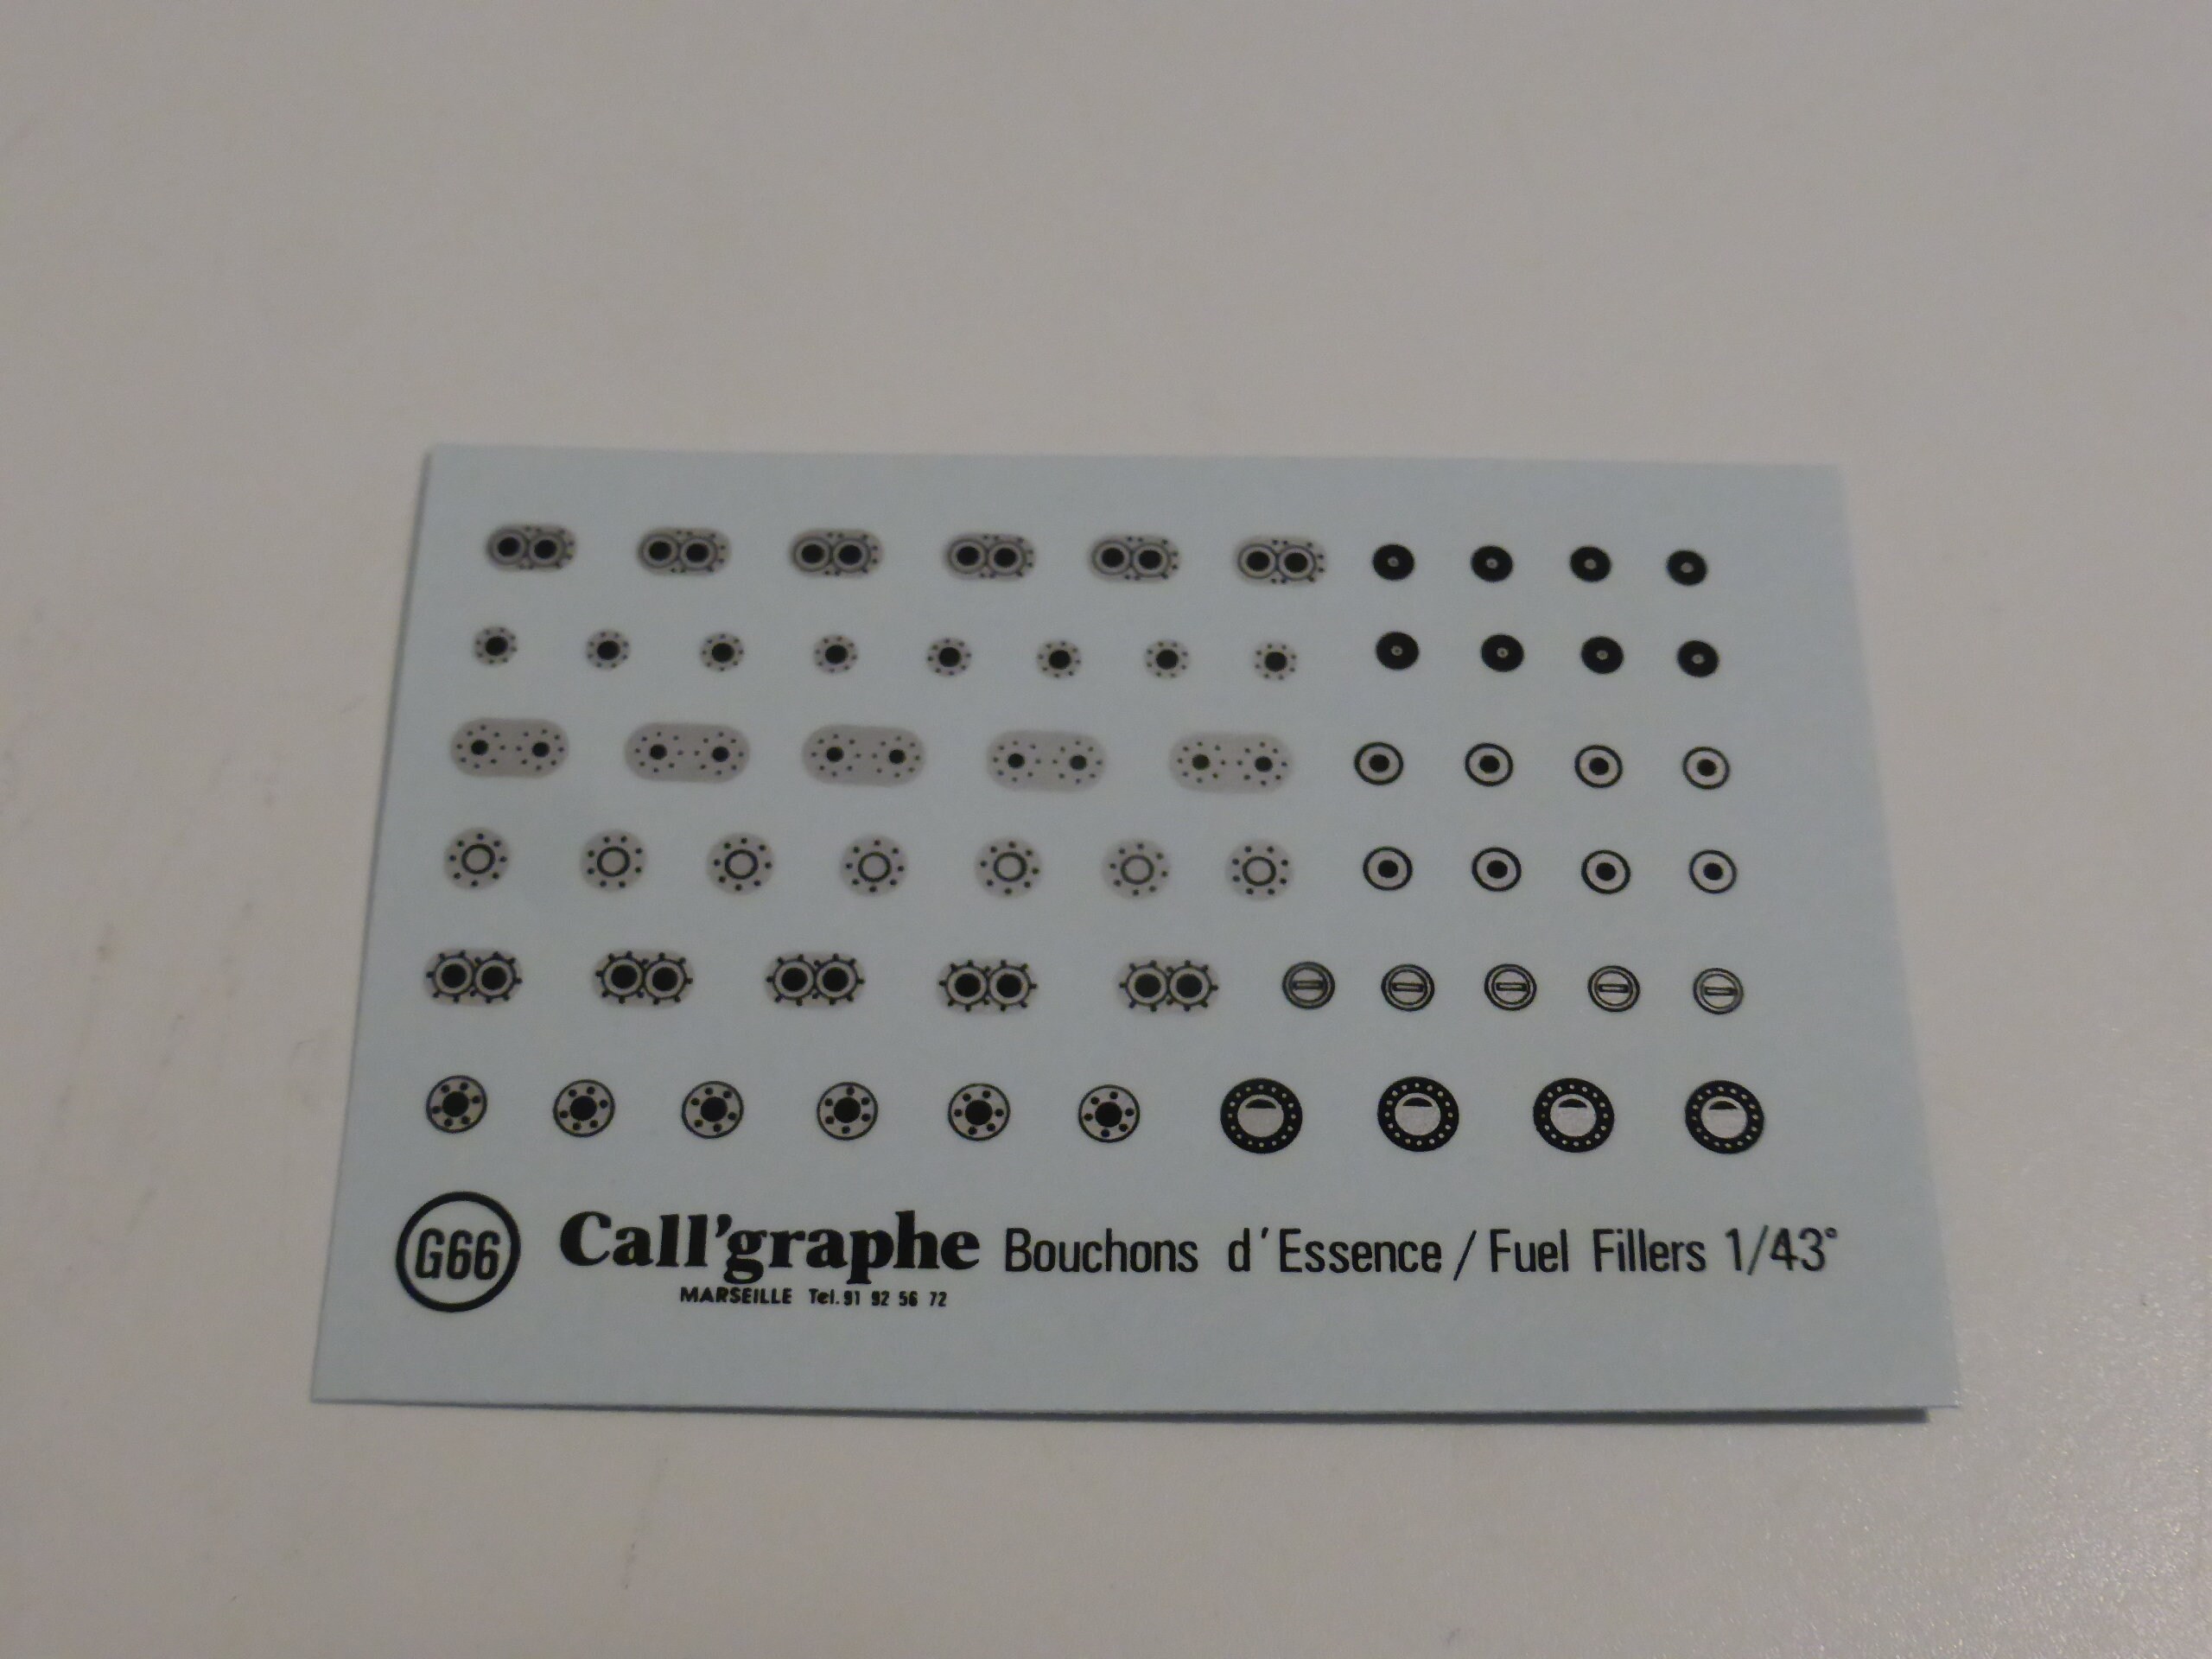 G66 Call'graphe Bouchons d'Essence / Fuel Fillers 1/43°
MARSEILLE Tel. 91 92 56 72